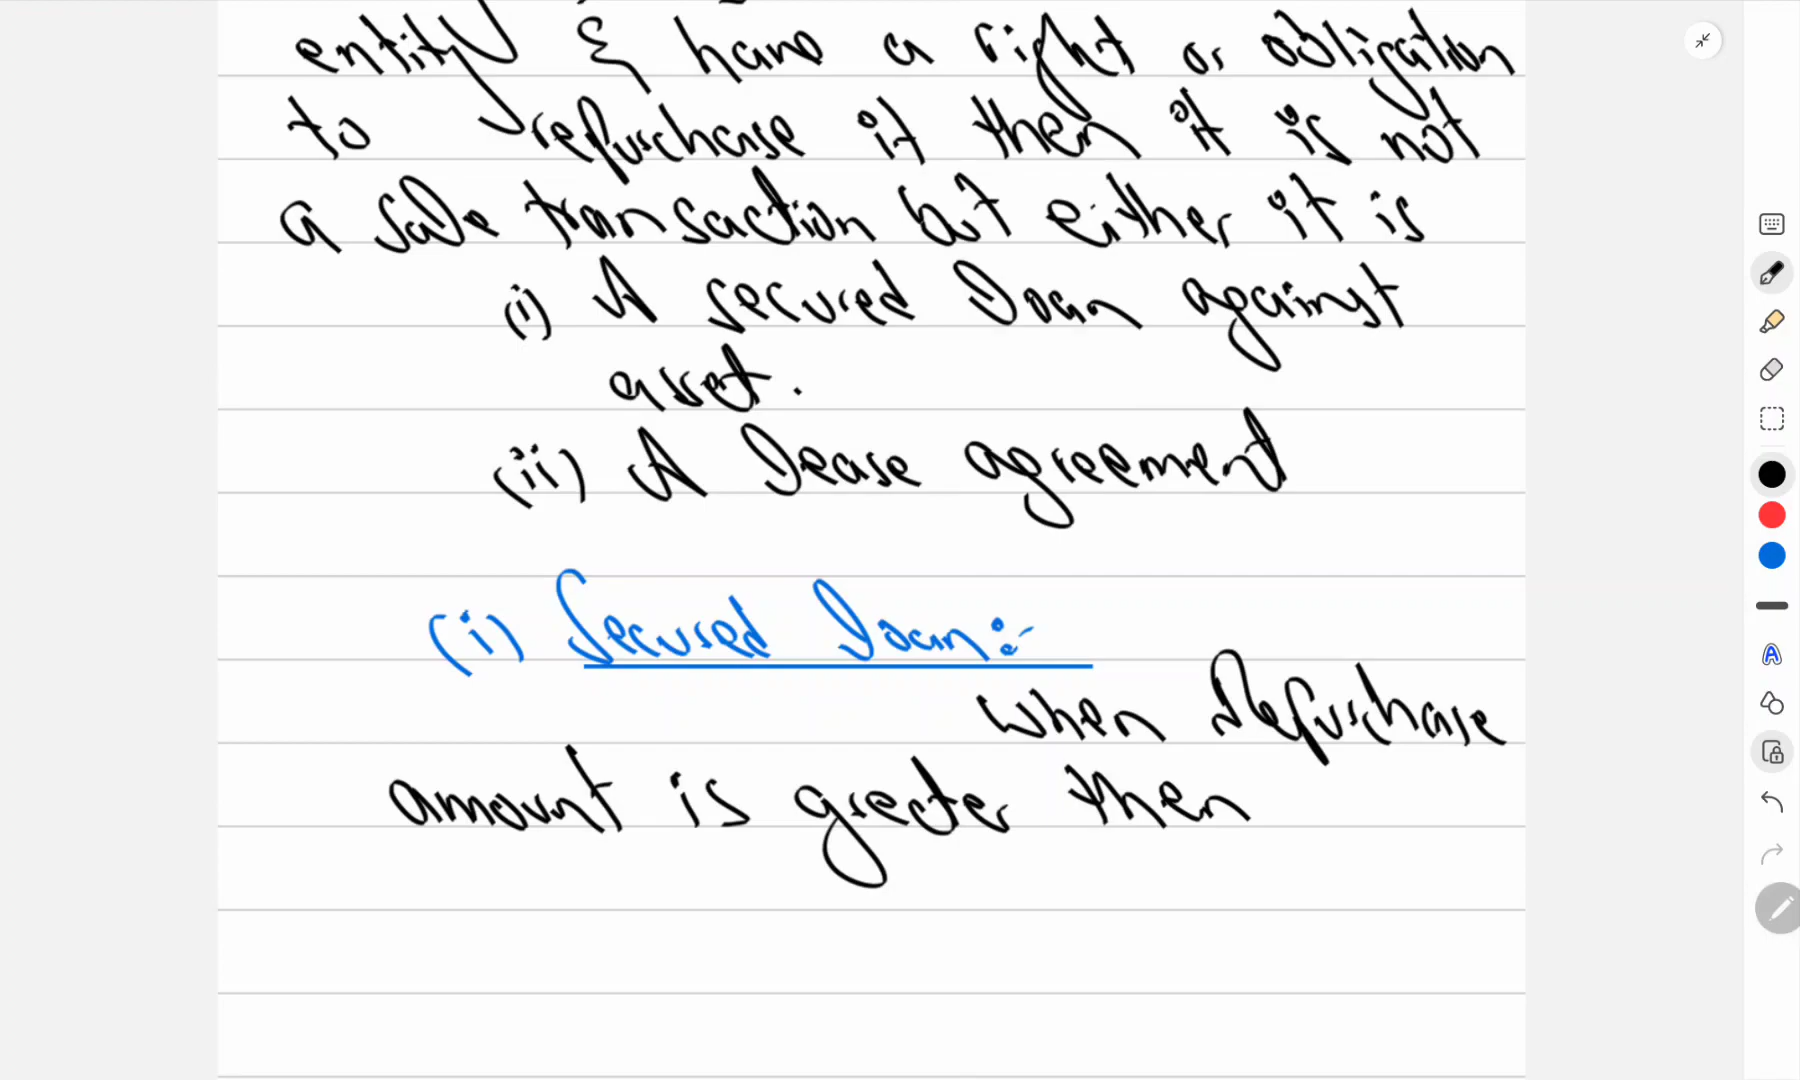 entity & have a right or obligation
to repurchase it then it is not
a sale transaction but either it is
(i) A secured loan against
asset.
(ii) A lease agreement
(i) Secured loan:-
when Repurchase
amount is greater then